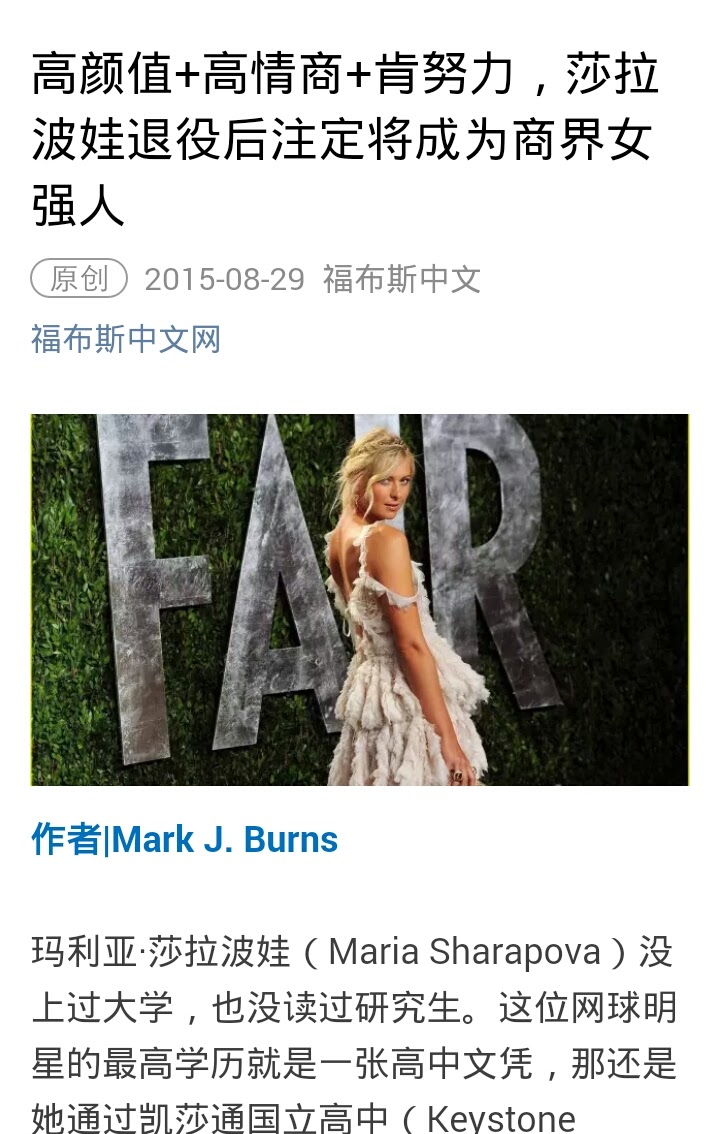 高颜值+高情商+肯努力，莎拉
波娃退役后注定将成为商界女
强人
原创 2015-08-29 福布斯中文
福布斯中文网
FAIR
作者|Mark J. Burns
玛利亚·莎拉波娃（Maria Sharapova）没
上过大学，也没读过研究生。这位网球明
星的最高学历就是一张高中文凭，那还是
她通过凯莎通国立高中（Keystone